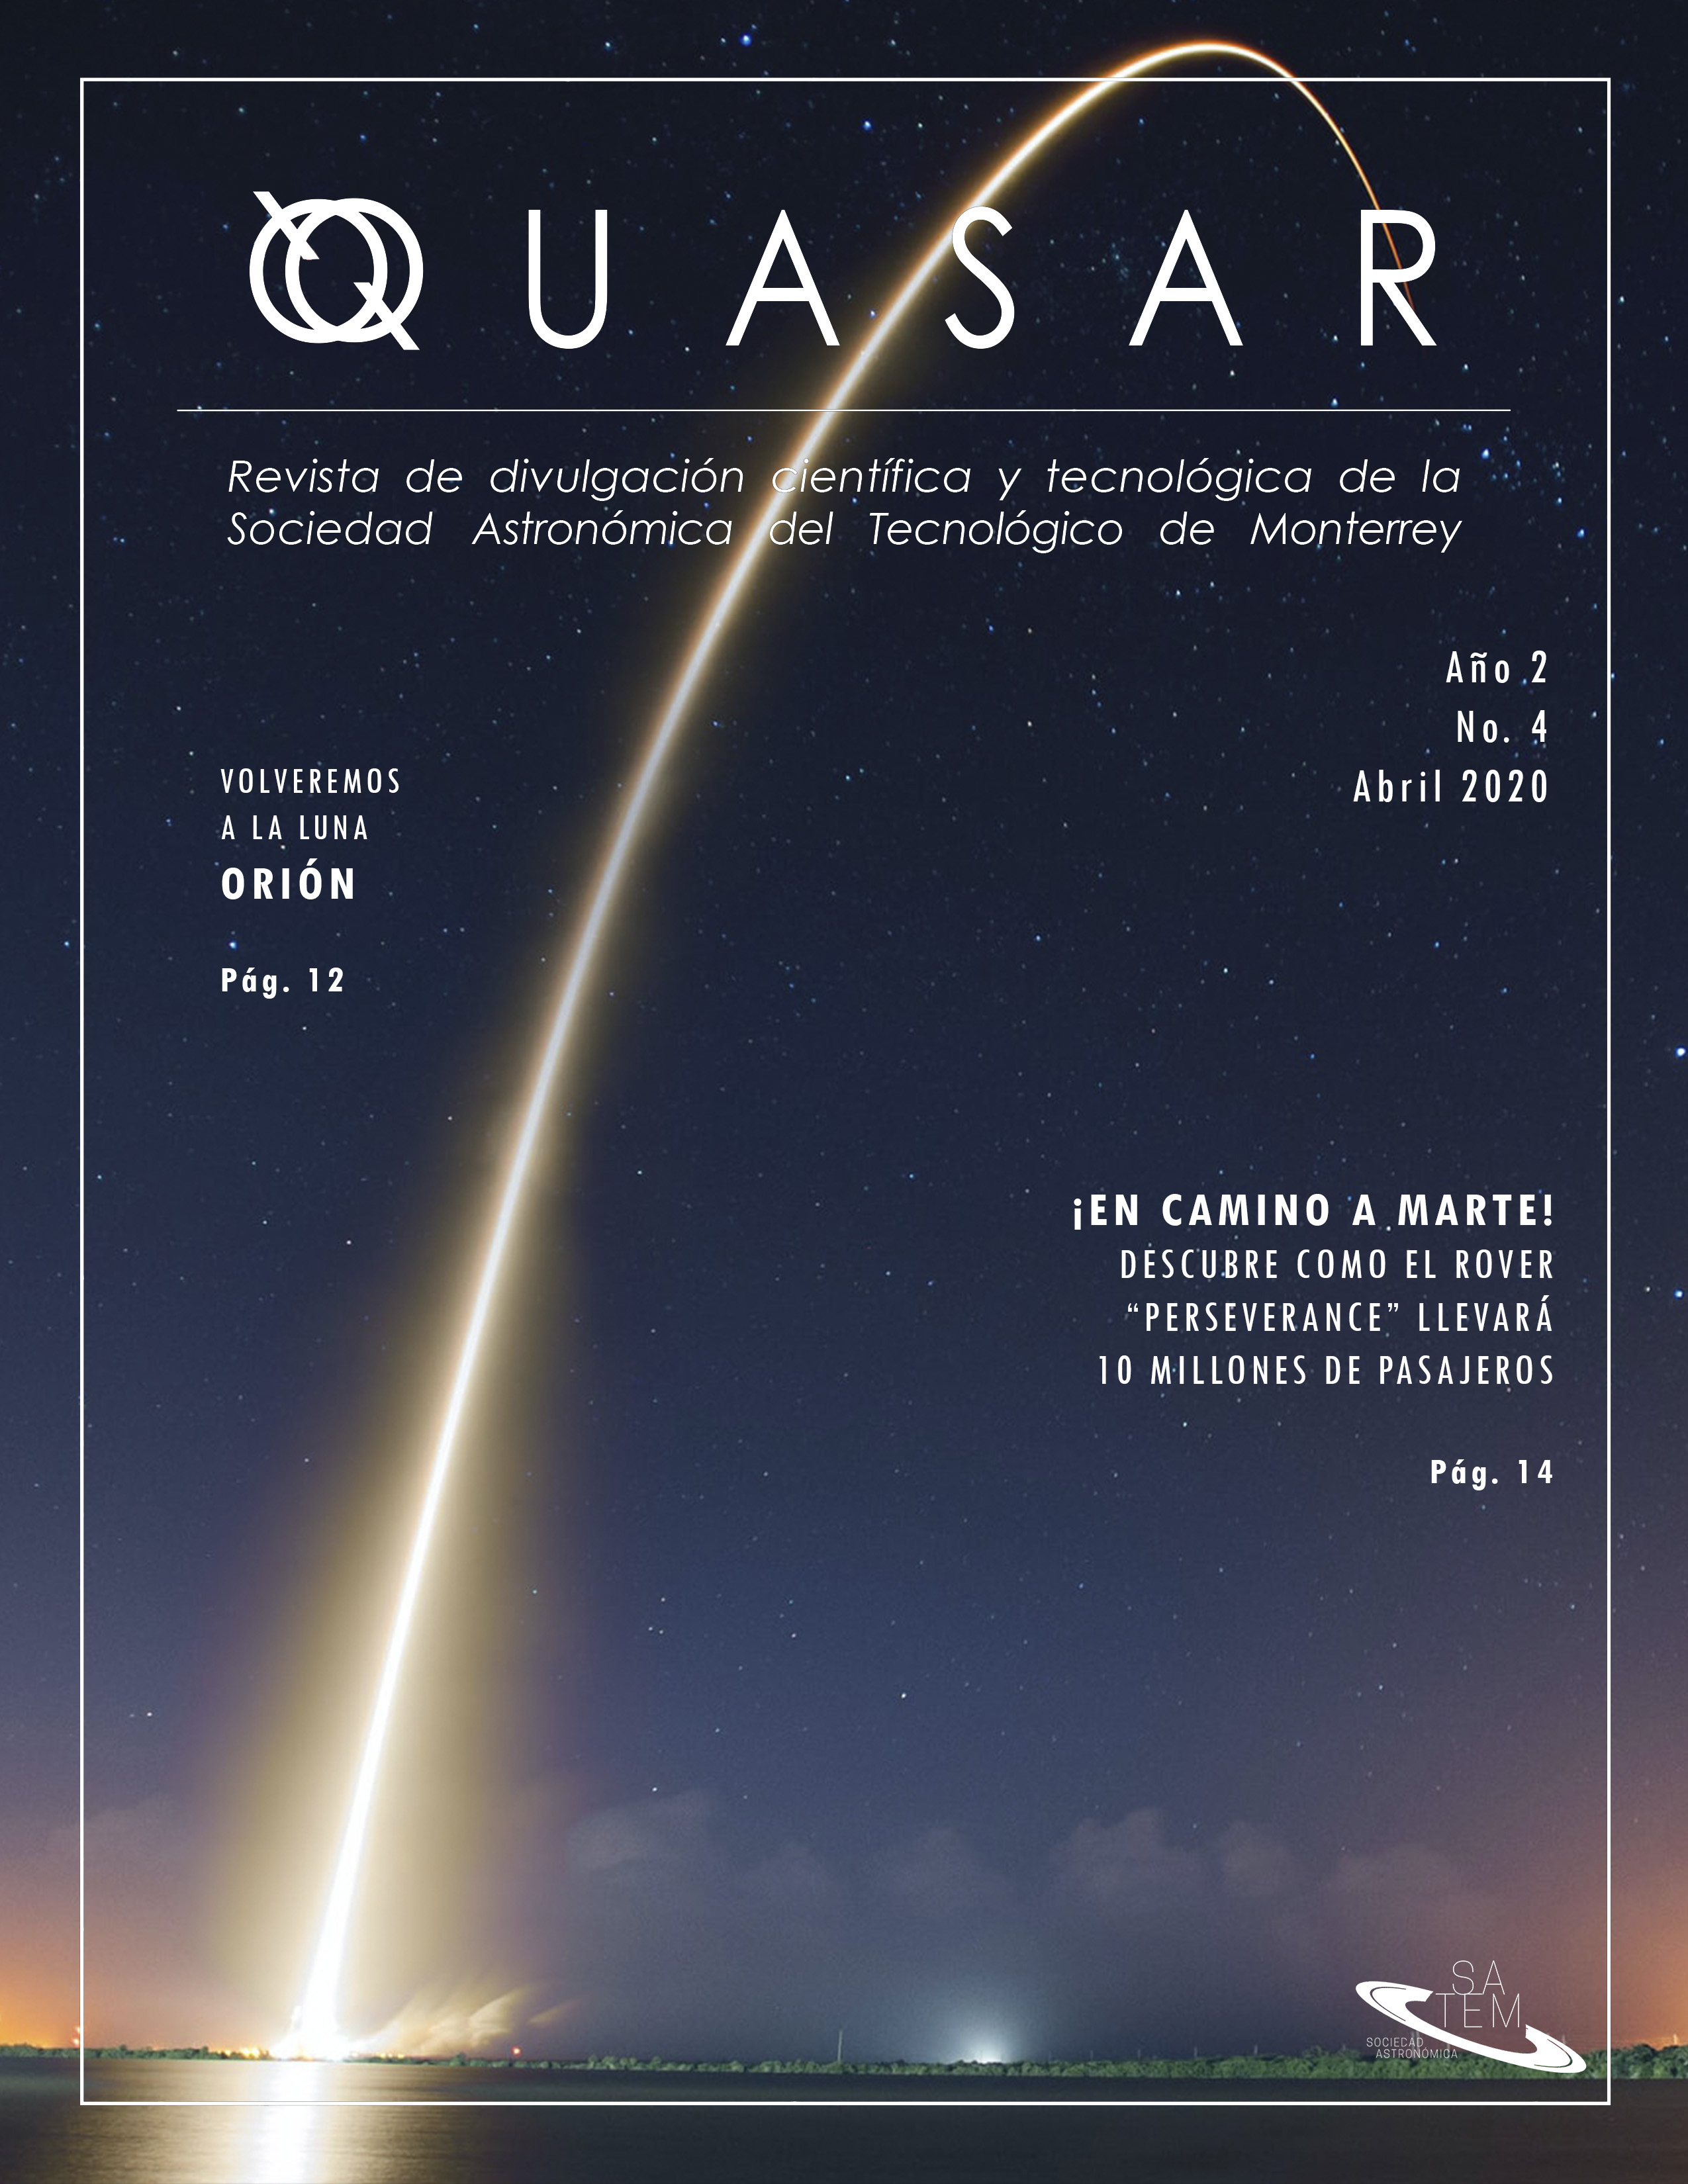 QUASAR
Revista de divulgación científica y tecnológica de la
Sociedad Astronómica del Tecnológico de Monterrey
Año 2
No. 4
Abril 2020
VOLVEREMOS
A LA LUNA
ORIÓN
Pág. 12
¡EN CAMINO A MARTE!
DESCUBRE COMO EL ROVER
“PERSEVERANCE” LLEVARÁ
10 MILLONES DE PASAJEROS
Pág. 14
SA
TEM
SOCIEDAD
ASTRONÓMICA